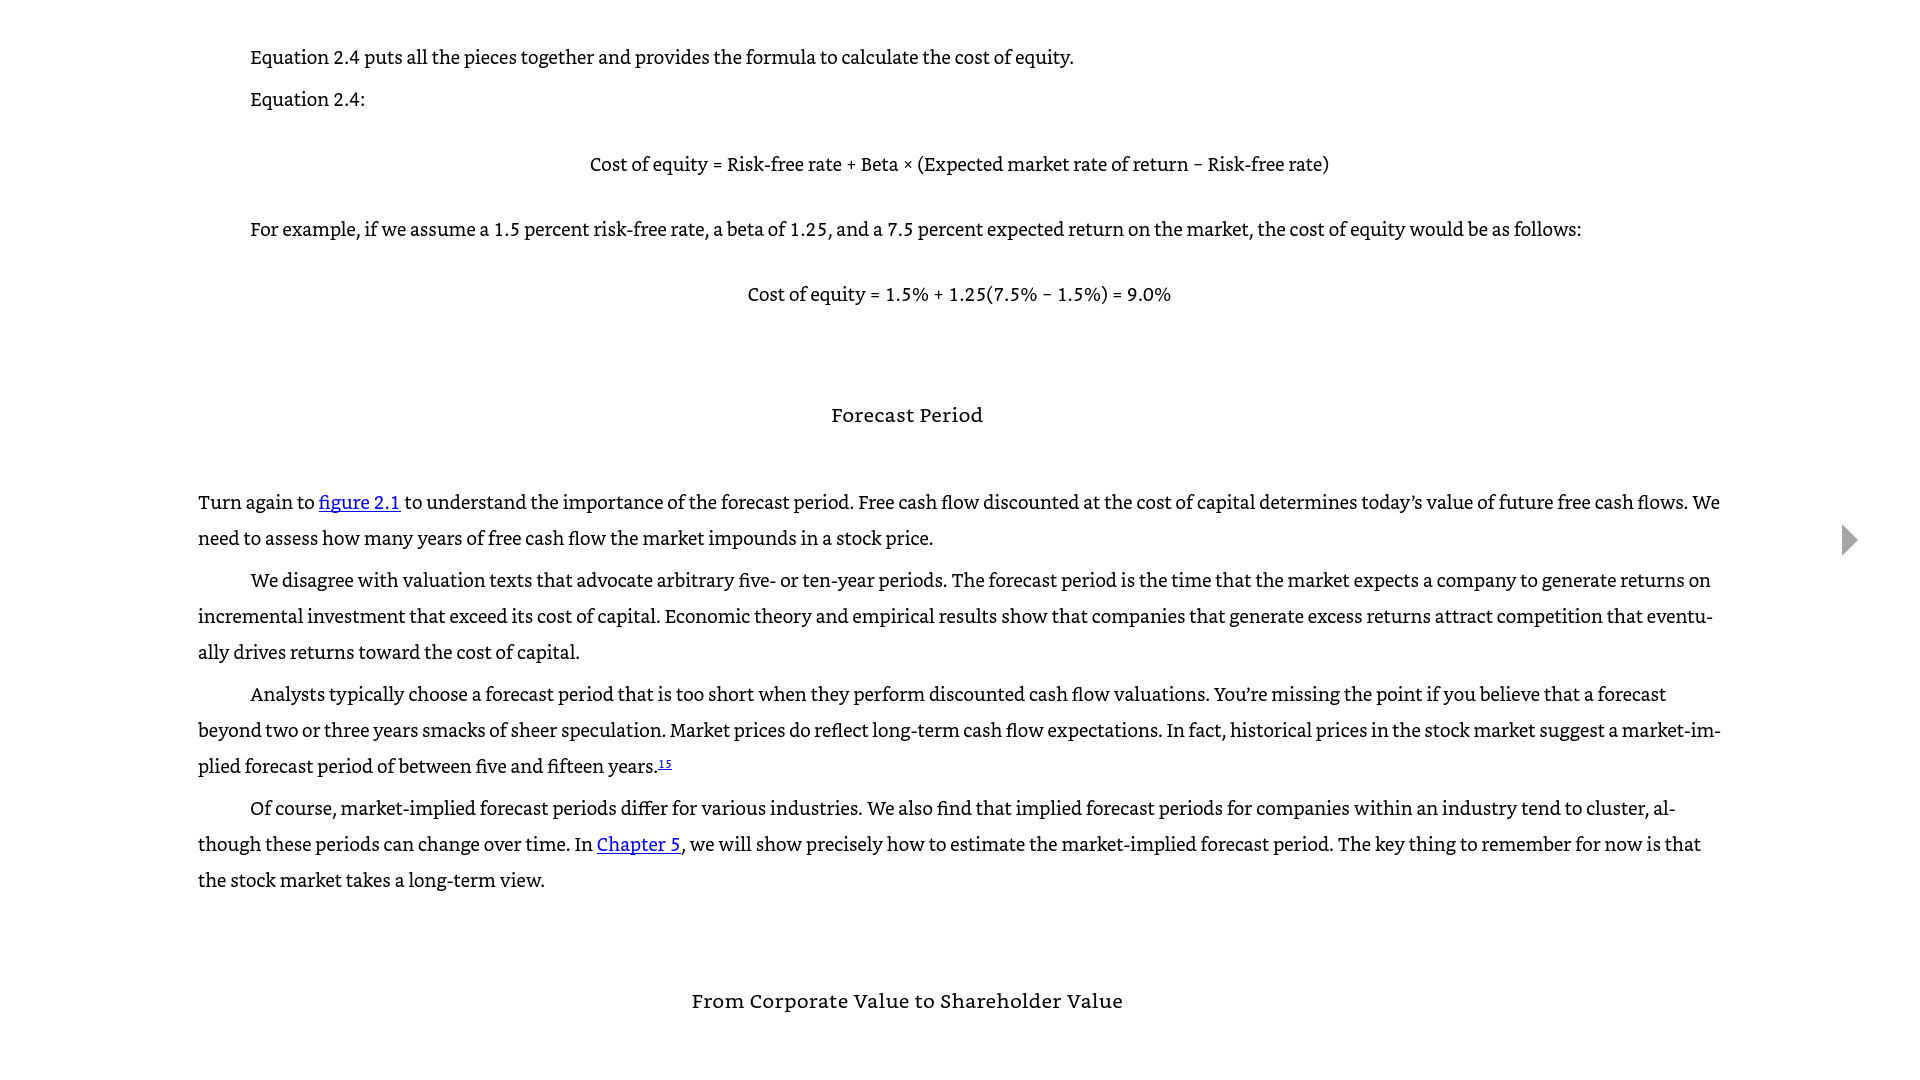 Equation 2.4 puts all the pieces together and provides the formula to calculate the cost of equity.
Equation 2.4:
Cost of equity = Risk-free rate + Beta × (Expected market rate of return − Risk-free rate)
For example, if we assume a 1.5 percent risk-free rate, a beta of 1.25, and a 7.5 percent expected return on the market, the cost of equity would be as follows:
Cost of equity = 1.5% + 1.25(7.5% − 1.5%) = 9.0%
Forecast Period
Turn again to figure 2.1 to understand the importance of the forecast period. Free cash flow discounted at the cost of capital determines today’s value of future free cash flows. We
need to assess how many years of free cash flow the market impounds in a stock price.
We disagree with valuation texts that advocate arbitrary five- or ten-year periods. The forecast period is the time that the market expects a company to generate returns on
incremental investment that exceed its cost of capital. Economic theory and empirical results show that companies that generate excess returns attract competition that eventu-
ally drives returns toward the cost of capital.
Analysts typically choose a forecast period that is too short when they perform discounted cash flow valuations. You’re missing the point if you believe that a forecast
beyond two or three years smacks of sheer speculation. Market prices do reflect long-term cash flow expectations. In fact, historical prices in the stock market suggest a market-im-
plied forecast period of between five and fifteen years.15
Of course, market-implied forecast periods differ for various industries. We also find that implied forecast periods for companies within an industry tend to cluster, al-
though these periods can change over time. In Chapter 5, we will show precisely how to estimate the market-implied forecast period. The key thing to remember for now is that
the stock market takes a long-term view.
From Corporate Value to Shareholder Value